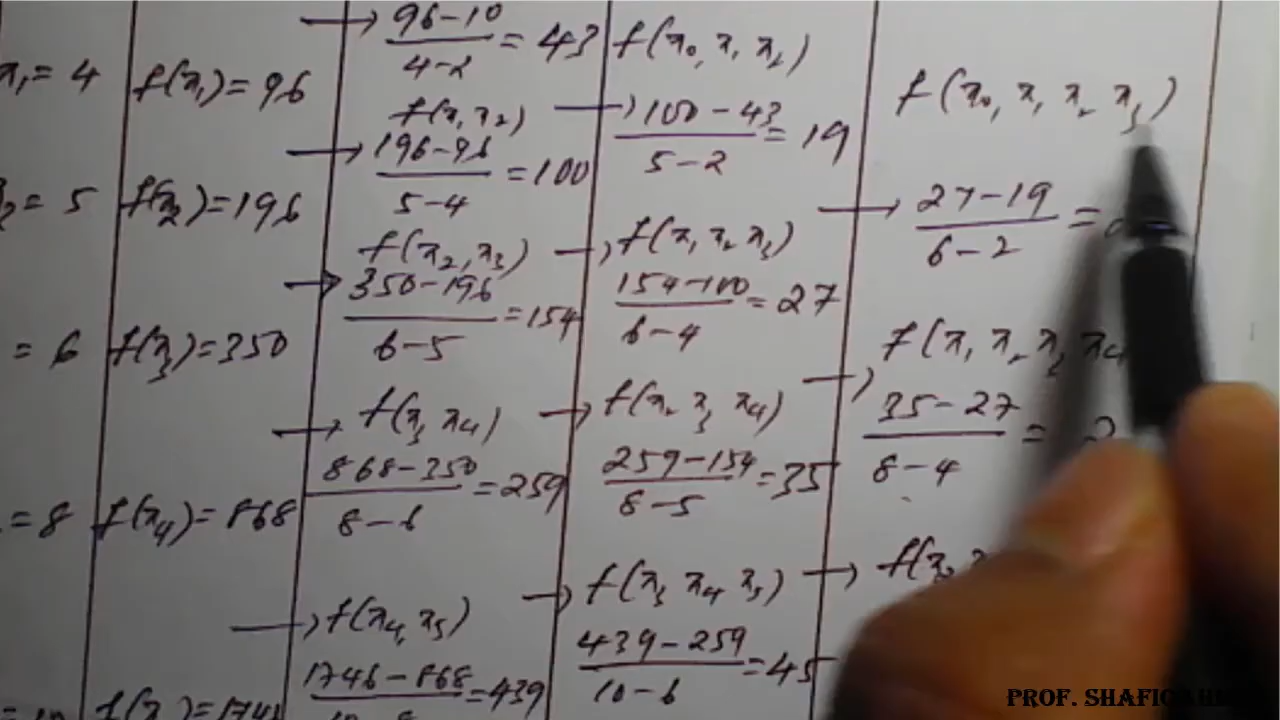 96-10
4-2
= 43
f(x₀, x₁ x₂)
x₁ = 4
f(x₁) = 96
f(x₁ x₂)
100 - 43
5-2
= 19
f(x₀, x₁ x₂ x₃)
196-96
5-4
= 100
₂ = 5
f(x₂) = 196
f(x₂, x₃)
f(x₁ x₂ x₃)
27-19
6-2
=
350-196
6-5
= 154
154-100
6-4
= 27
= 6
f(x₃) = 350
f(x₃ x₄)
f(x₂ x₃ x₄)
f(x₁ x₂ x₃ x₄
35-27
8-4
= 2
868-350
8-6
= 259
259-154
8-5
= 35
= 8
f(x₄) = 868
f(x₄, x₅)
f(x₃ x₄ x₅)
1746-868
= 439
439-259
10-6
= 45
PROF. SHAFIQAH